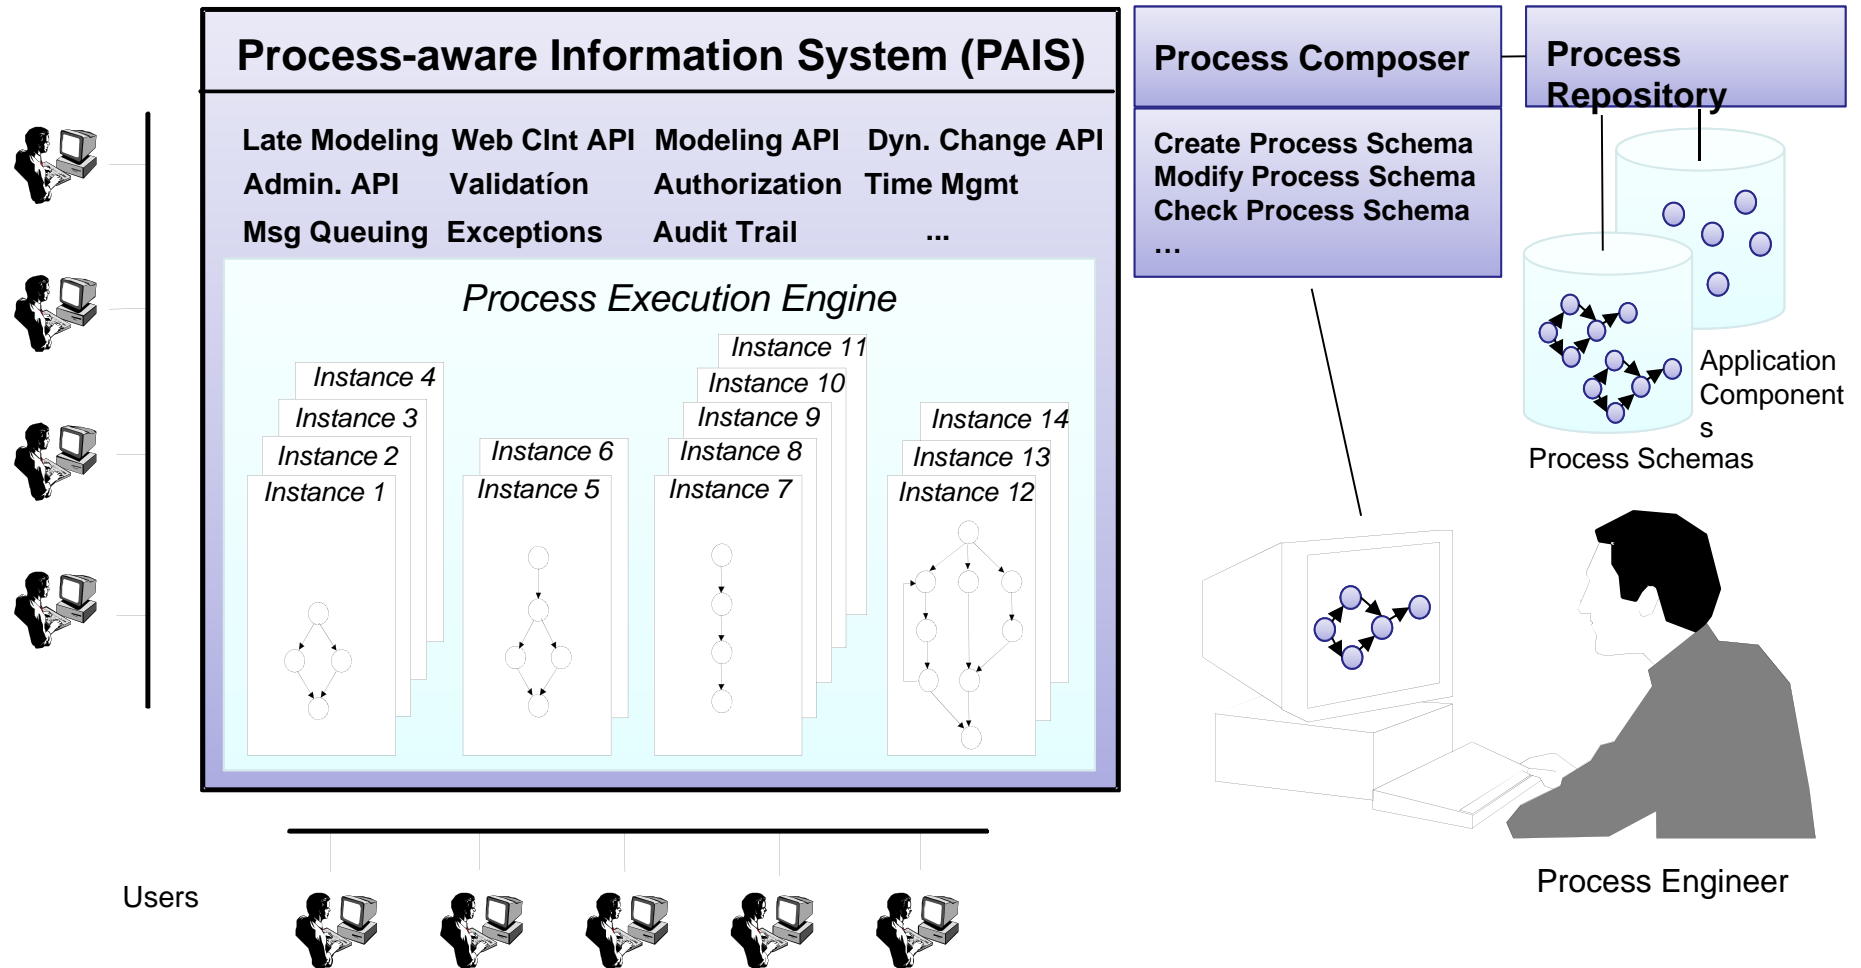 Process-aware Information System (PAIS)
Late Modeling Web Clnt API Modeling API Dyn. Change API
Admin. API Validatíon Authorization Time Mgmt
Msg Queuing Exceptions Audit Trail ...
Process Execution Engine
Instance 4
Instance 3
Instance 2
Instance 1
Instance 6
Instance 5
Instance 11
Instance 10
Instance 9
Instance 8
Instance 7
Instance 14
Instance 13
Instance 12
Users
Process Composer
Create Process Schema
Modify Process Schema
Check Process Schema
…
Process
Repository
Application
Component
s
Process Schemas
Process Engineer